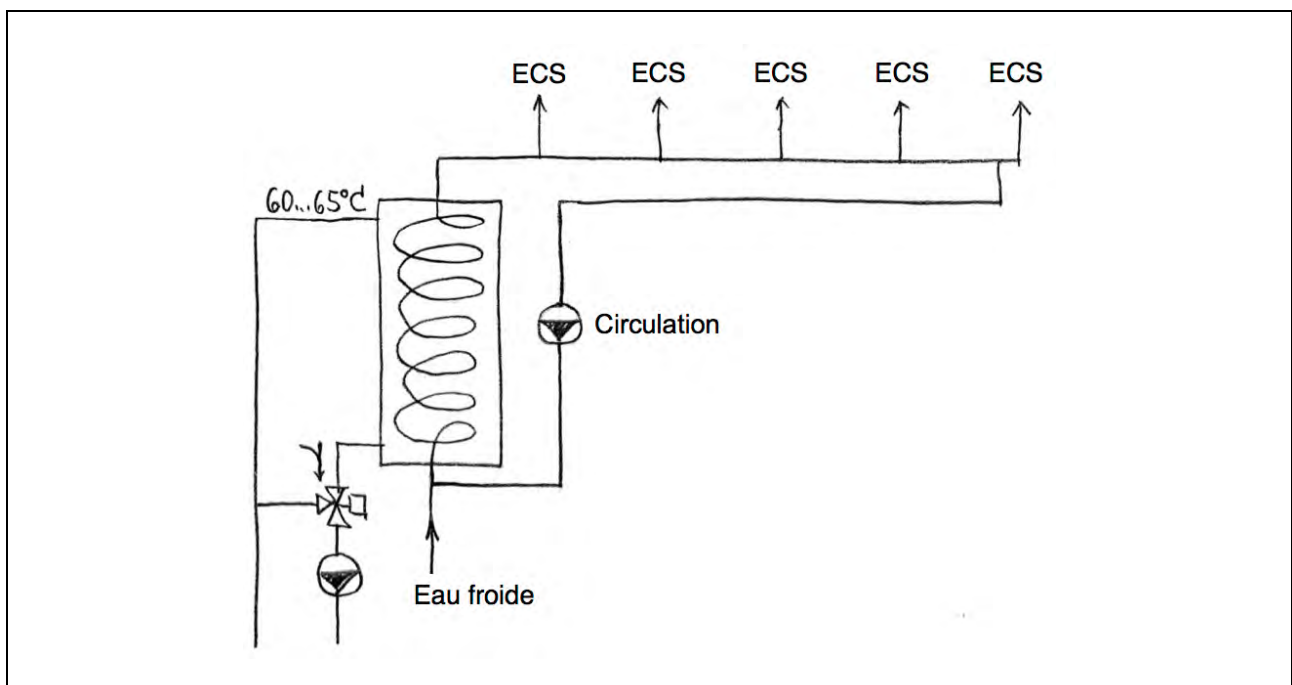 ECS ECS ECS ECS ECS
60...65°C
Circulation
Eau froide